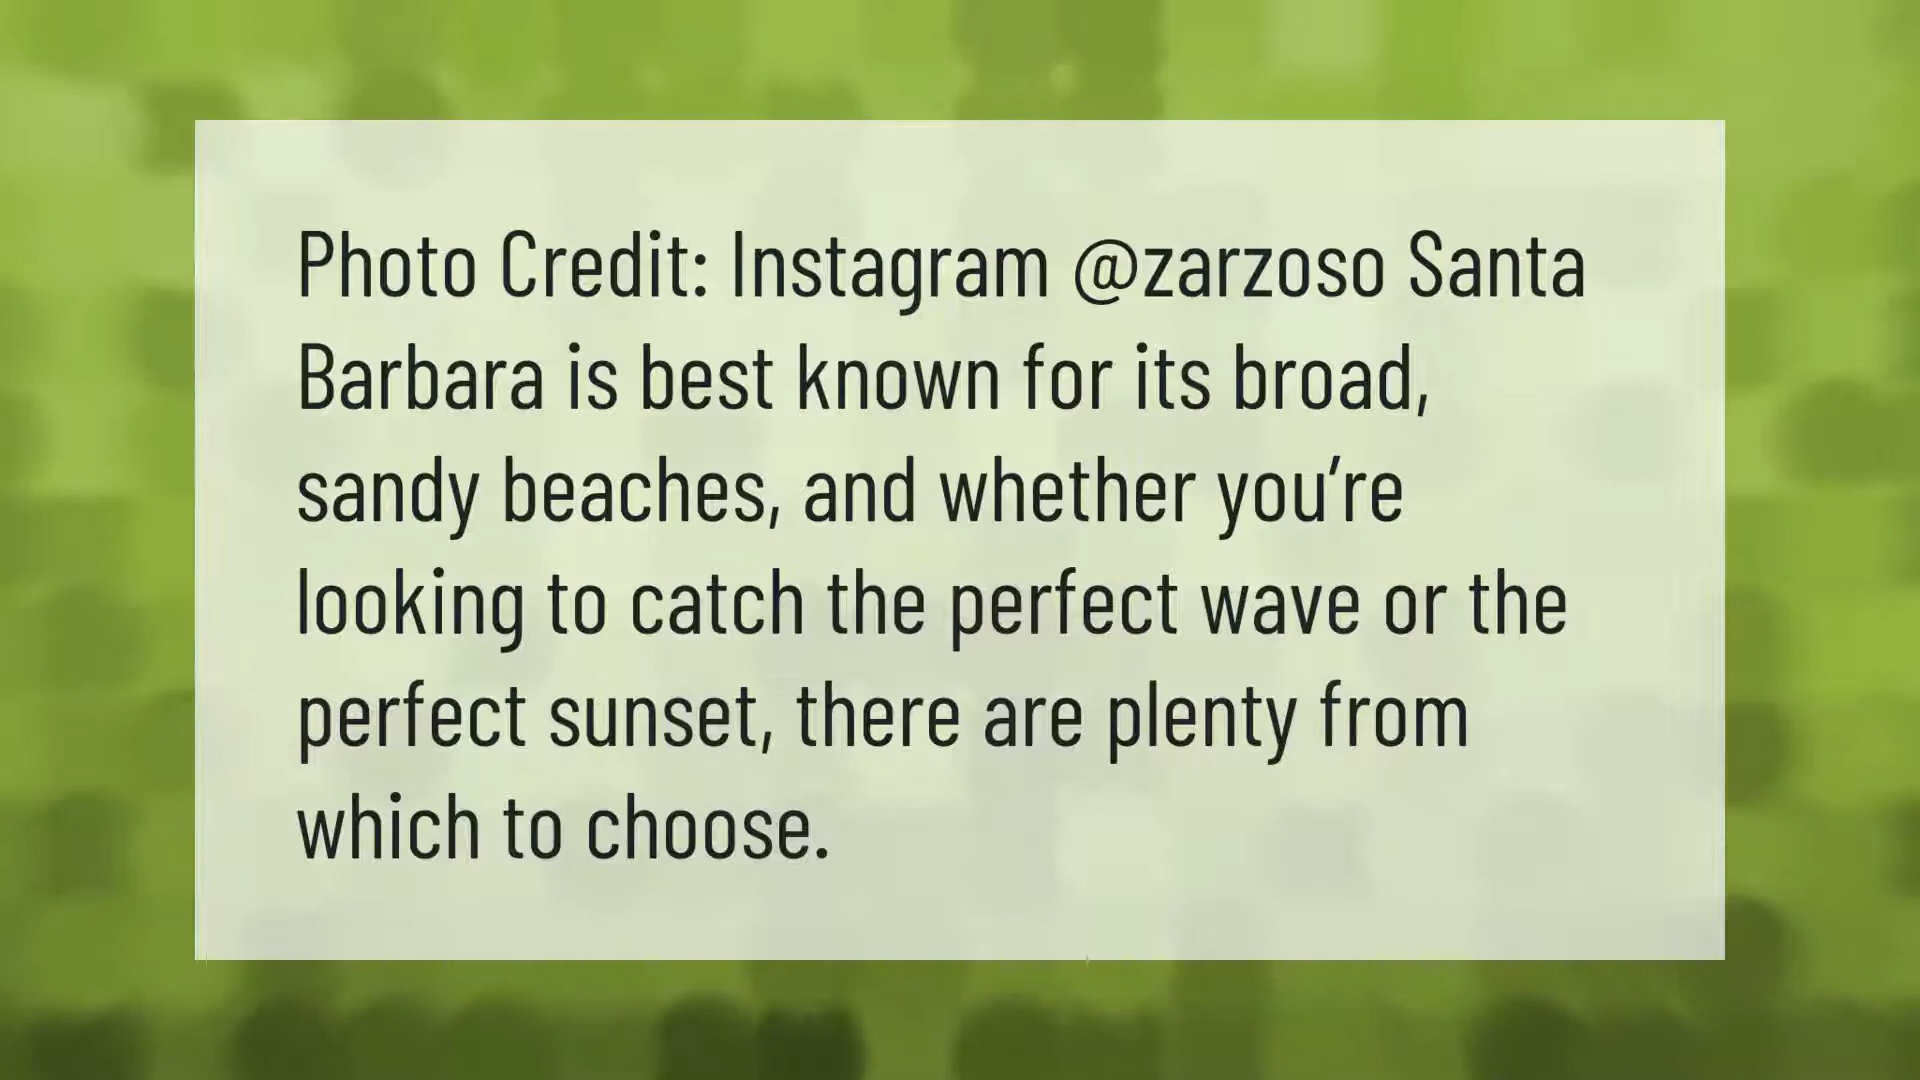 Photo Credit: Instagram @zarzoso Santa
Barbara is best known for its broad,
sandy beaches, and whether you’re
looking to catch the perfect wave or the
perfect sunset, there are plenty from
which to choose.